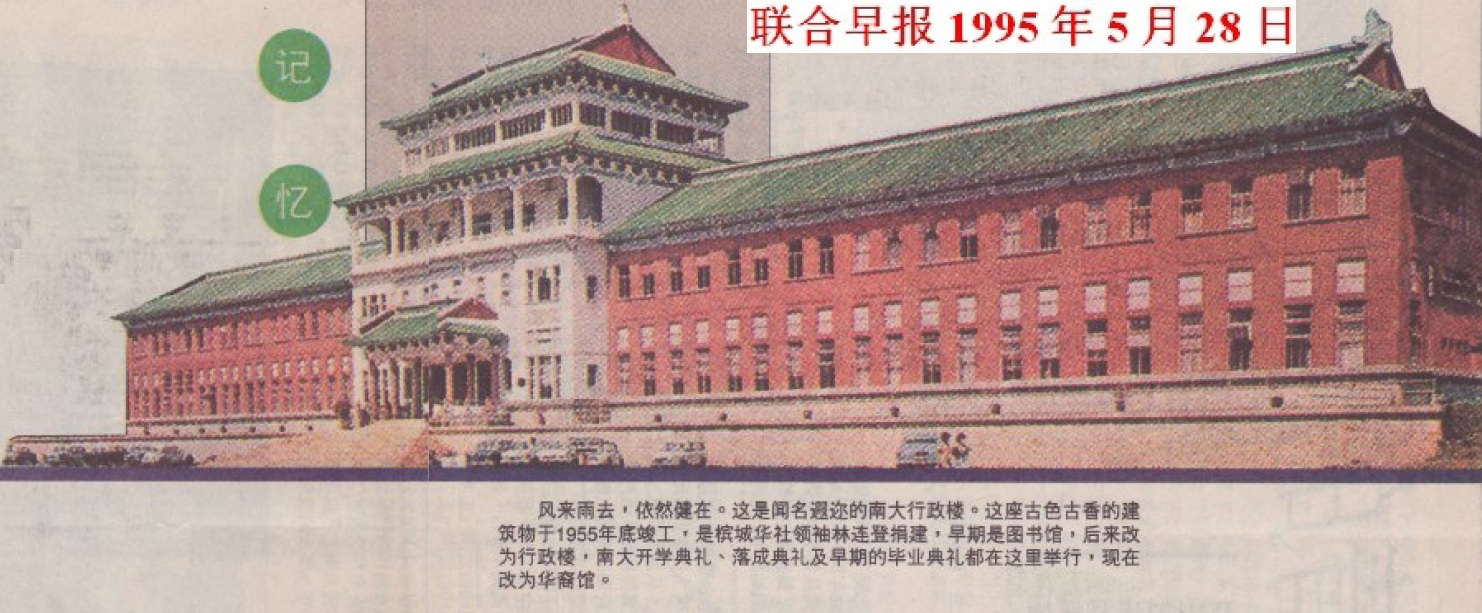 联合早报 1995 年 5 月 28 日
记
忆
风来雨去，依然健在。这是闻名遐迩的南大行政楼。这座古色古香的建
筑物于1955年底竣工，是槟城华社领袖林连登捐建，早期是图书馆，后来改
为行政楼，南大开学典礼、落成典礼及早期的毕业典礼都在这里举行，现在
改为华裔馆。